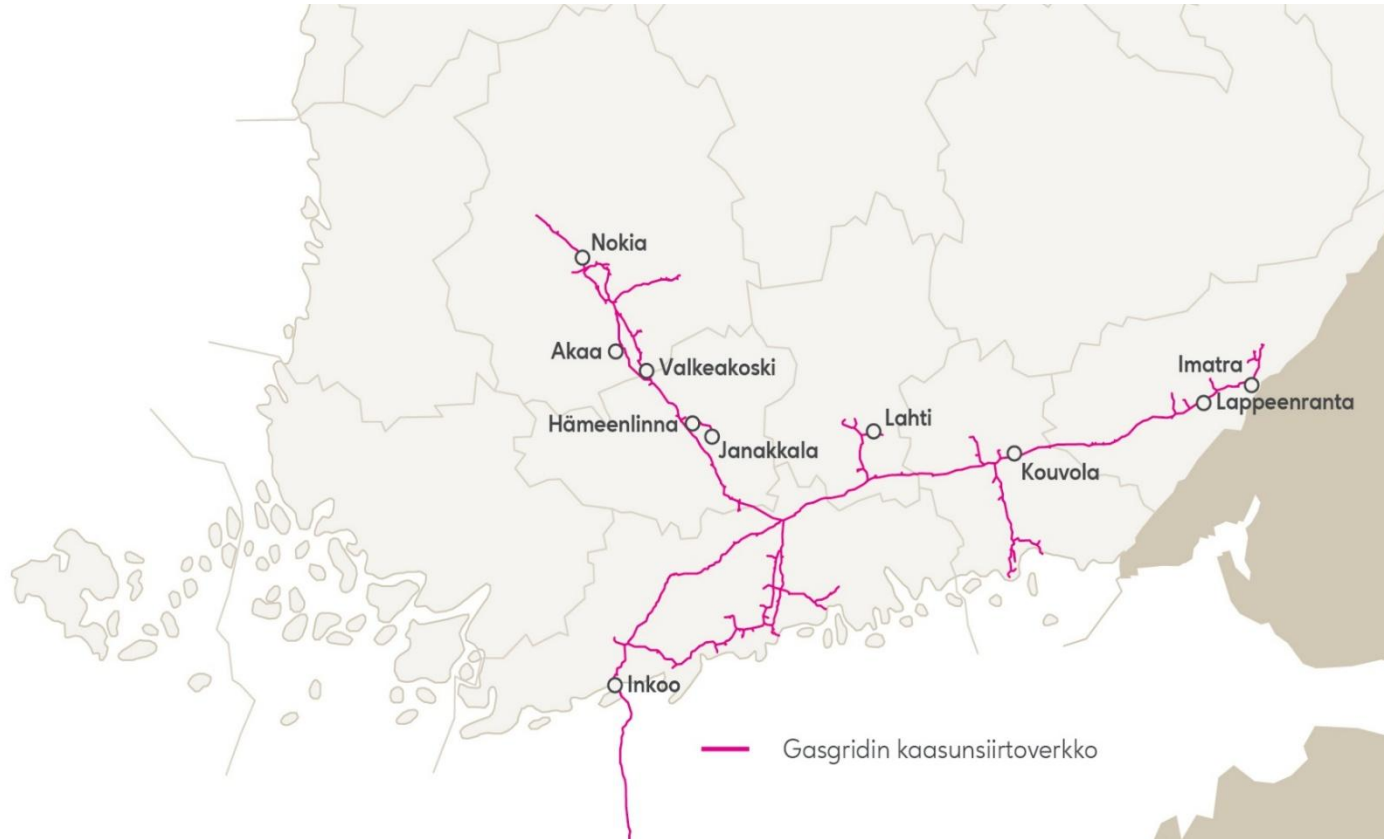 Nokia
Akaa
Valkeakoski
Imatra
Lappeenranta
Hämeenlinna
Lahti
Janakkala
Kouvola
Inkoo
Gasgridin kaasunsiirtoverkko